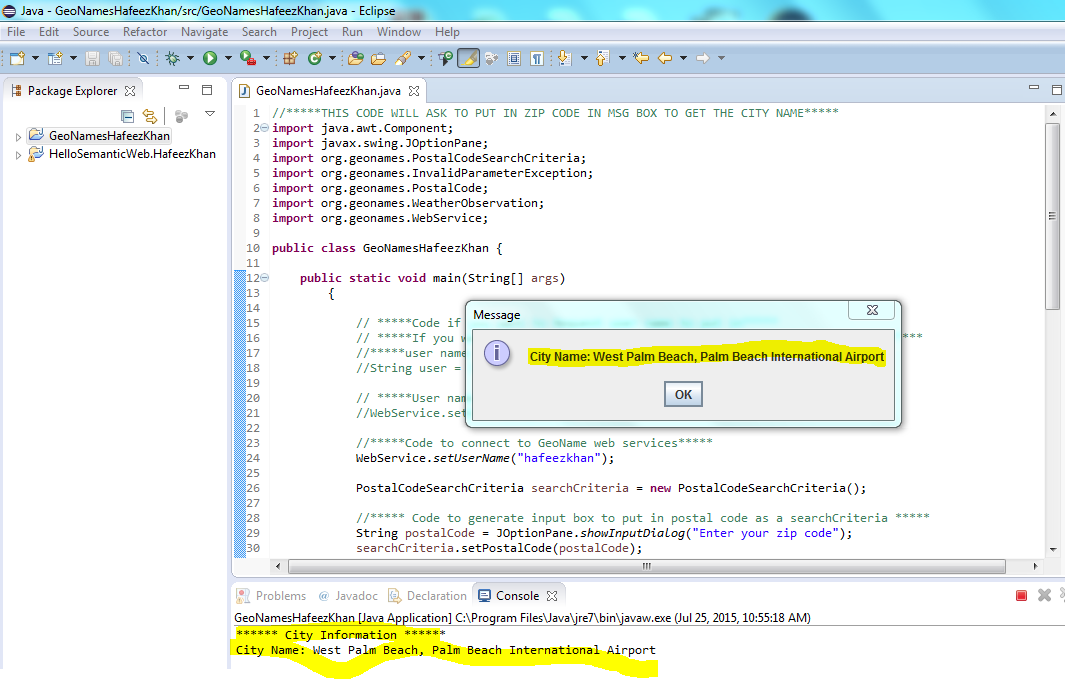 Java - GeoNamesHafeezKhan/src/GeoNamesHafeezKhan.java - Eclipse
File Edit Source Refactor Navigate Search Project Run Window Help
Package Explorer
GeoNamesHafeezKhan
HelloSemanticWeb.HafeezKhan
GeoNamesHafeezKhan.java
1 //*****THIS CODE WILL ASK TO PUT IN ZIP CODE IN MSG BOX TO GET THE CITY NAME*****
2 import java.awt.Component;
3 import javax.swing.JOptionPane;
4 import org.geonames.PostalCodeSearchCriteria;
5 import org.geonames.InvalidParameterException;
6 import org.geonames.PostalCode;
7 import org.geonames.WeatherObservation;
8 import org.geonames.WebService;
9
10 public class GeoNamesHafeezKhan {
11
12 public static void main(String[] args)
13 {
14
15 // *****Code if
16 // *****If you w ***
17 //*****user name
18 //String user =
19
20 // *****User nam
21 //WebService.set
22
23 //*****Code to connect to GeoName web services*****
24 WebService.setUserName("hafeezkhan");
25
26 PostalCodeSearchCriteria searchCriteria = new PostalCodeSearchCriteria();
27
28 //***** Code to generate input box to put in postal code as a searchCriteria *****
29 String postalCode = JOptionPane.showInputDialog("Enter your zip code");
30 searchCriteria.setPostalCode(postalCode);
Message
City Name: West Palm Beach, Palm Beach International Airport
OK
Problems @ Javadoc Declaration Console
GeoNamesHafeezKhan [Java Application] C:\Program Files\Java\jre7\bin\javaw.exe (Jul 25, 2015, 10:55:18 AM)
****** City Information ******
City Name: West Palm Beach, Palm Beach International Airport